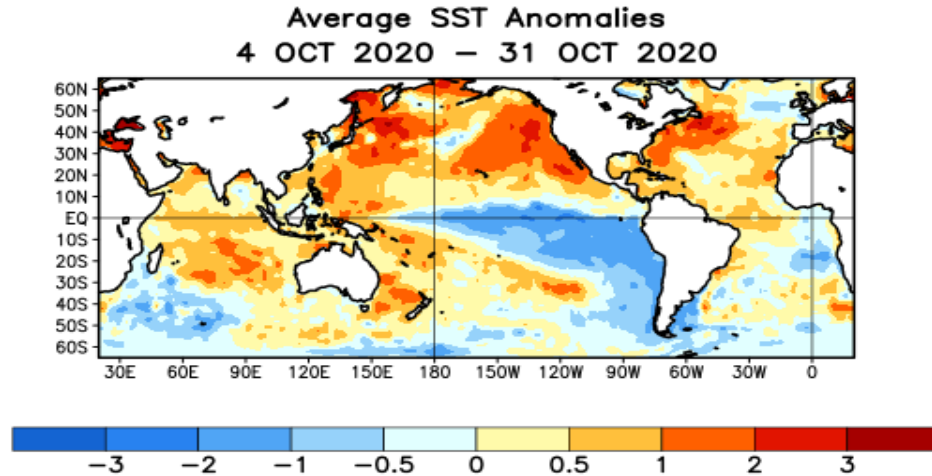 Average SST Anomalies
4 OCT 2020 – 31 OCT 2020
60N
50N
40N
30N
20N
10N
EQ
10S
20S
30S
40S
50S
60S
30E 60E 90E 120E 150E 180 150W 120W 90W 60W 30W 0
−3 −2 −1 −0.5 0 0.5 1 2 3